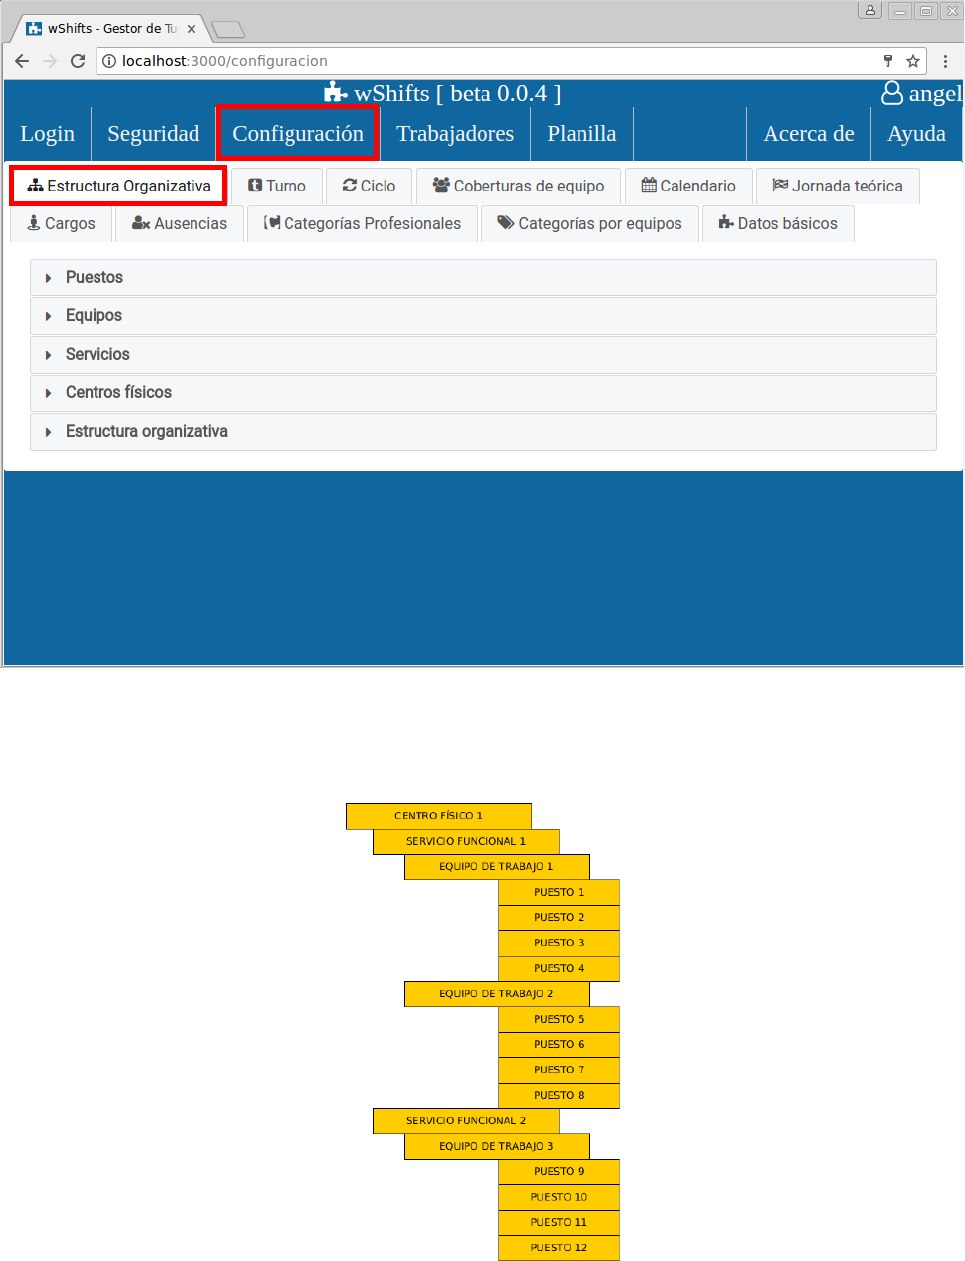 wShifts - Gestor de Tu
localhost:3000/configuracion
wShifts [ beta 0.0.4 ] angel
Login Seguridad Configuración Trabajadores Planilla Acerca de Ayuda
Estructura Organizativa Turno Ciclo Coberturas de equipo Calendario Jornada teórica
Cargos Ausencias Categorías Profesionales Categorías por equipos Datos básicos
Puestos
Equipos
Servicios
Centros físicos
Estructura organizativa
CENTRO FÍSICO 1
SERVICIO FUNCIONAL 1
EQUIPO DE TRABAJO 1
PUESTO 1
PUESTO 2
PUESTO 3
PUESTO 4
EQUIPO DE TRABAJO 2
PUESTO 5
PUESTO 6
PUESTO 7
PUESTO 8
SERVICIO FUNCIONAL 2
EQUIPO DE TRABAJO 3
PUESTO 9
PUESTO 10
PUESTO 11
PUESTO 12